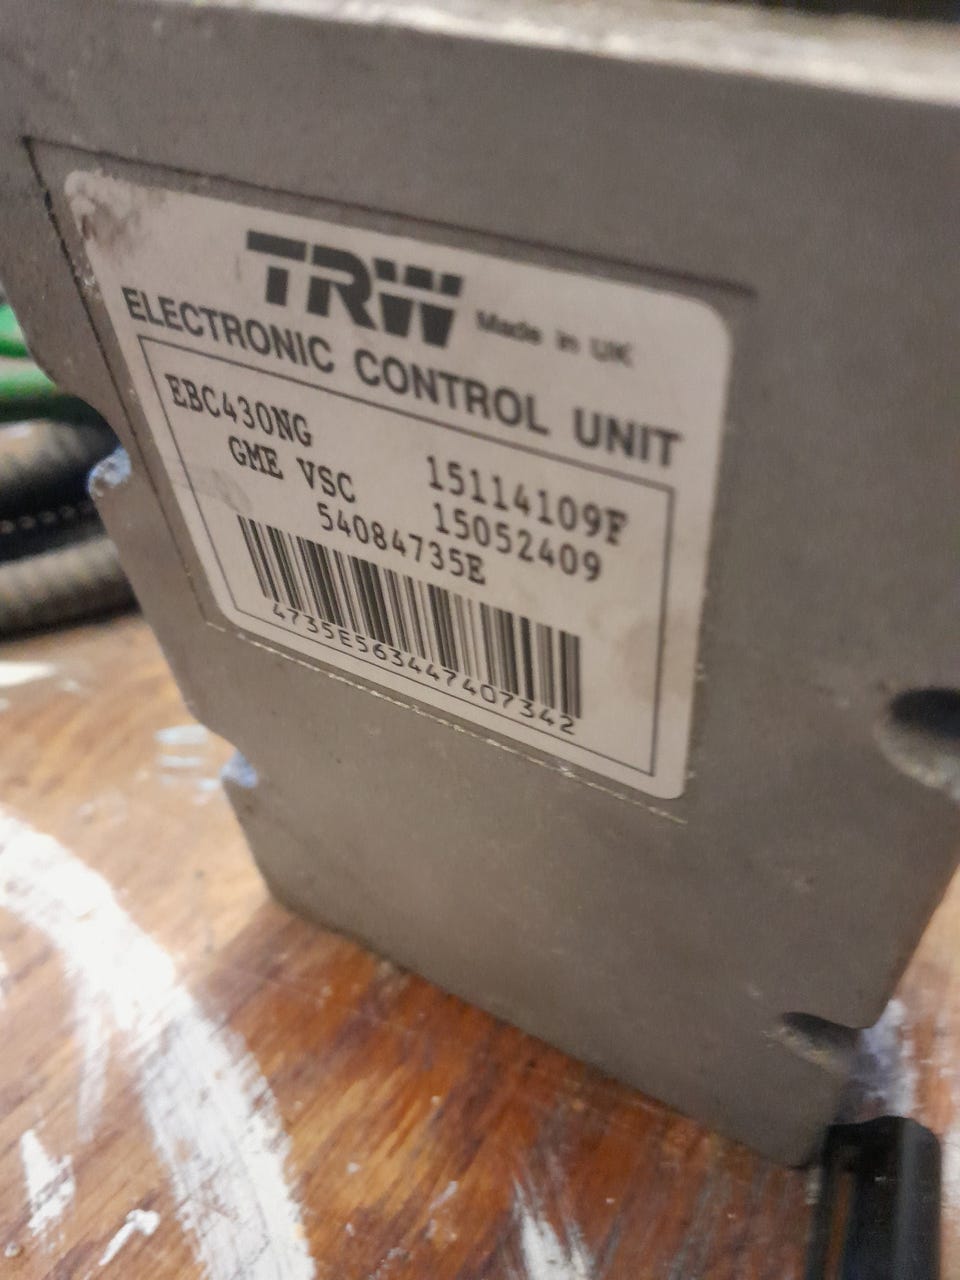 TRW Made in UK
ELECTRONIC CONTROL UNIT
EBC430NG 15114109F
GME VSC 15052409
54084735E
4735E563447407342